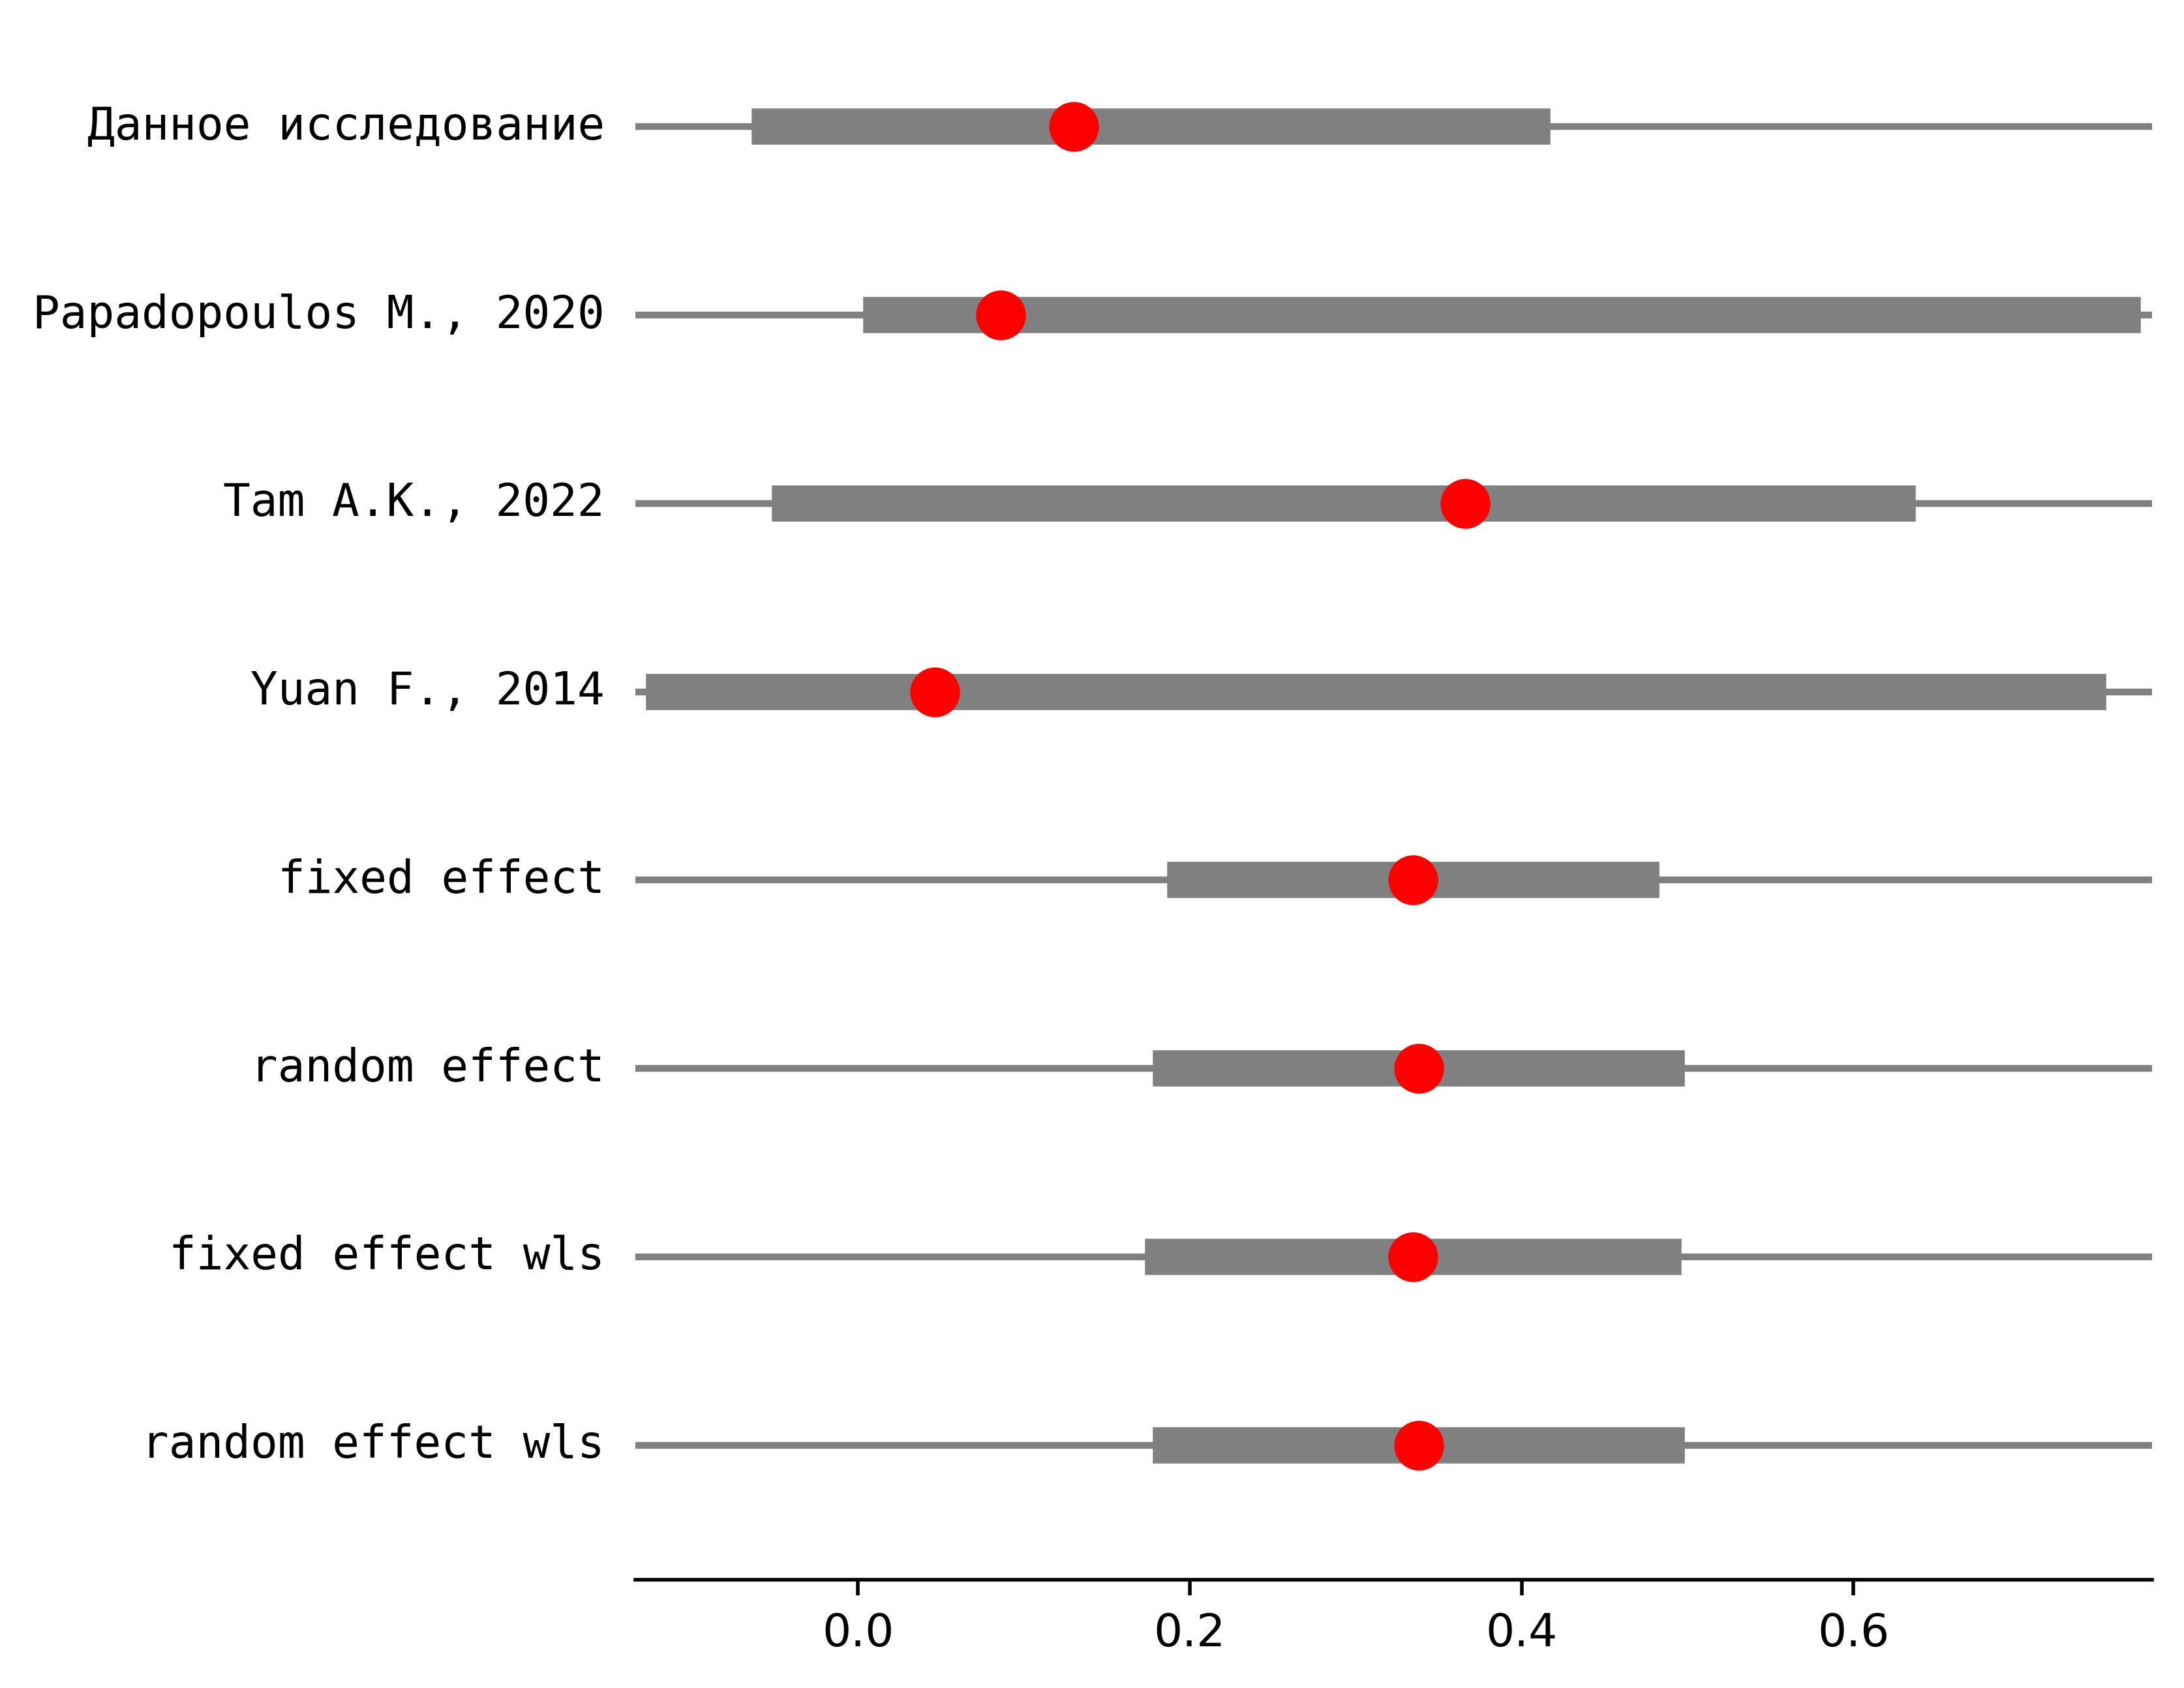 Данное исследование
Papadopoulos M., 2020
Tam A.K., 2022
Yuan F., 2014
fixed effect
random effect
fixed effect wls
random effect wls
0.0 0.2 0.4 0.6